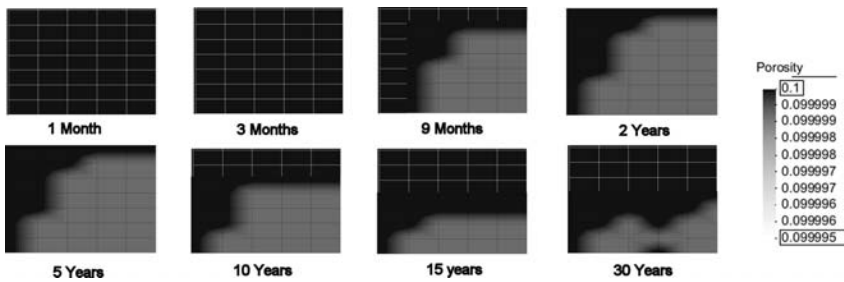 1 Month
3 Months
9 Months
2 Years
Porosity
0.1
0.099999
0.099999
0.099998
0.099998
0.099997
0.099997
0.099996
0.099996
0.099995
5 Years
10 Years
15 years
30 Years